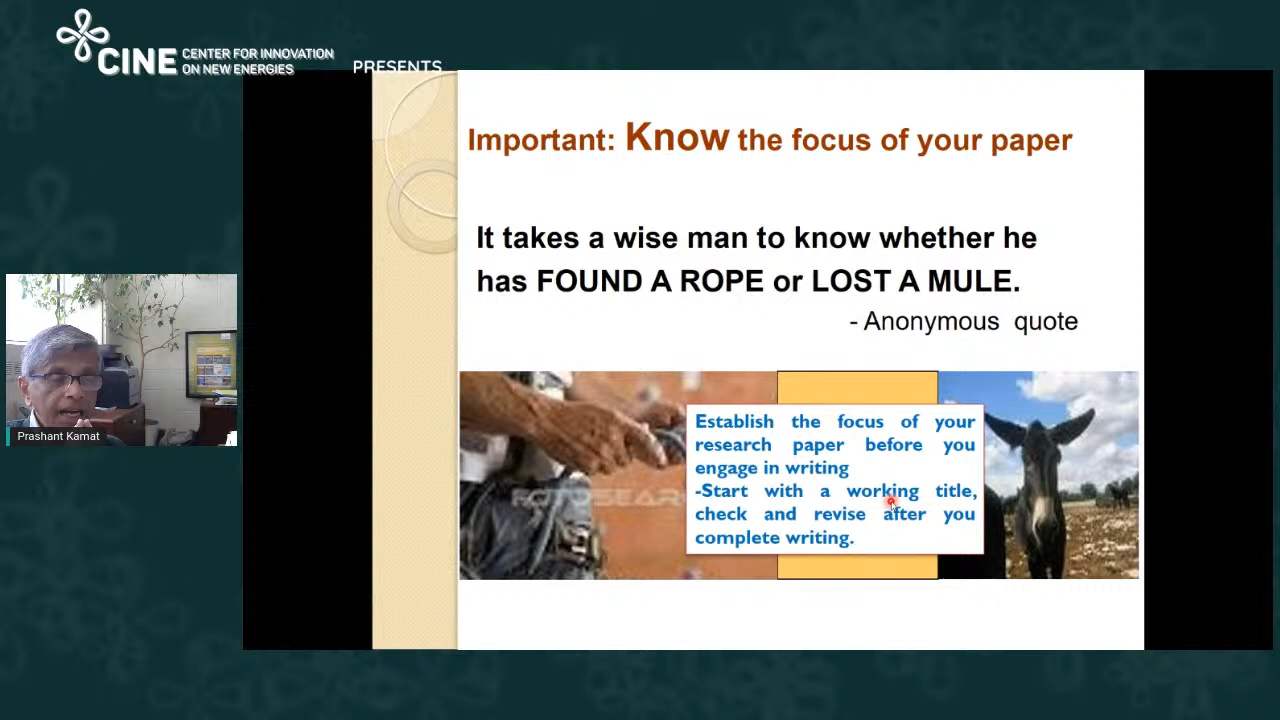 CINE CENTER FOR INNOVATION
ON NEW ENERGIES
PRESENTS
Important: Know the focus of your paper
It takes a wise man to know whether he
has FOUND A ROPE or LOST A MULE.
- Anonymous quote
Establish the focus of your
research paper before you
engage in writing
-Start with a working title,
check and revise after you
complete writing.
FOTOSEAR
Prashant Kamat